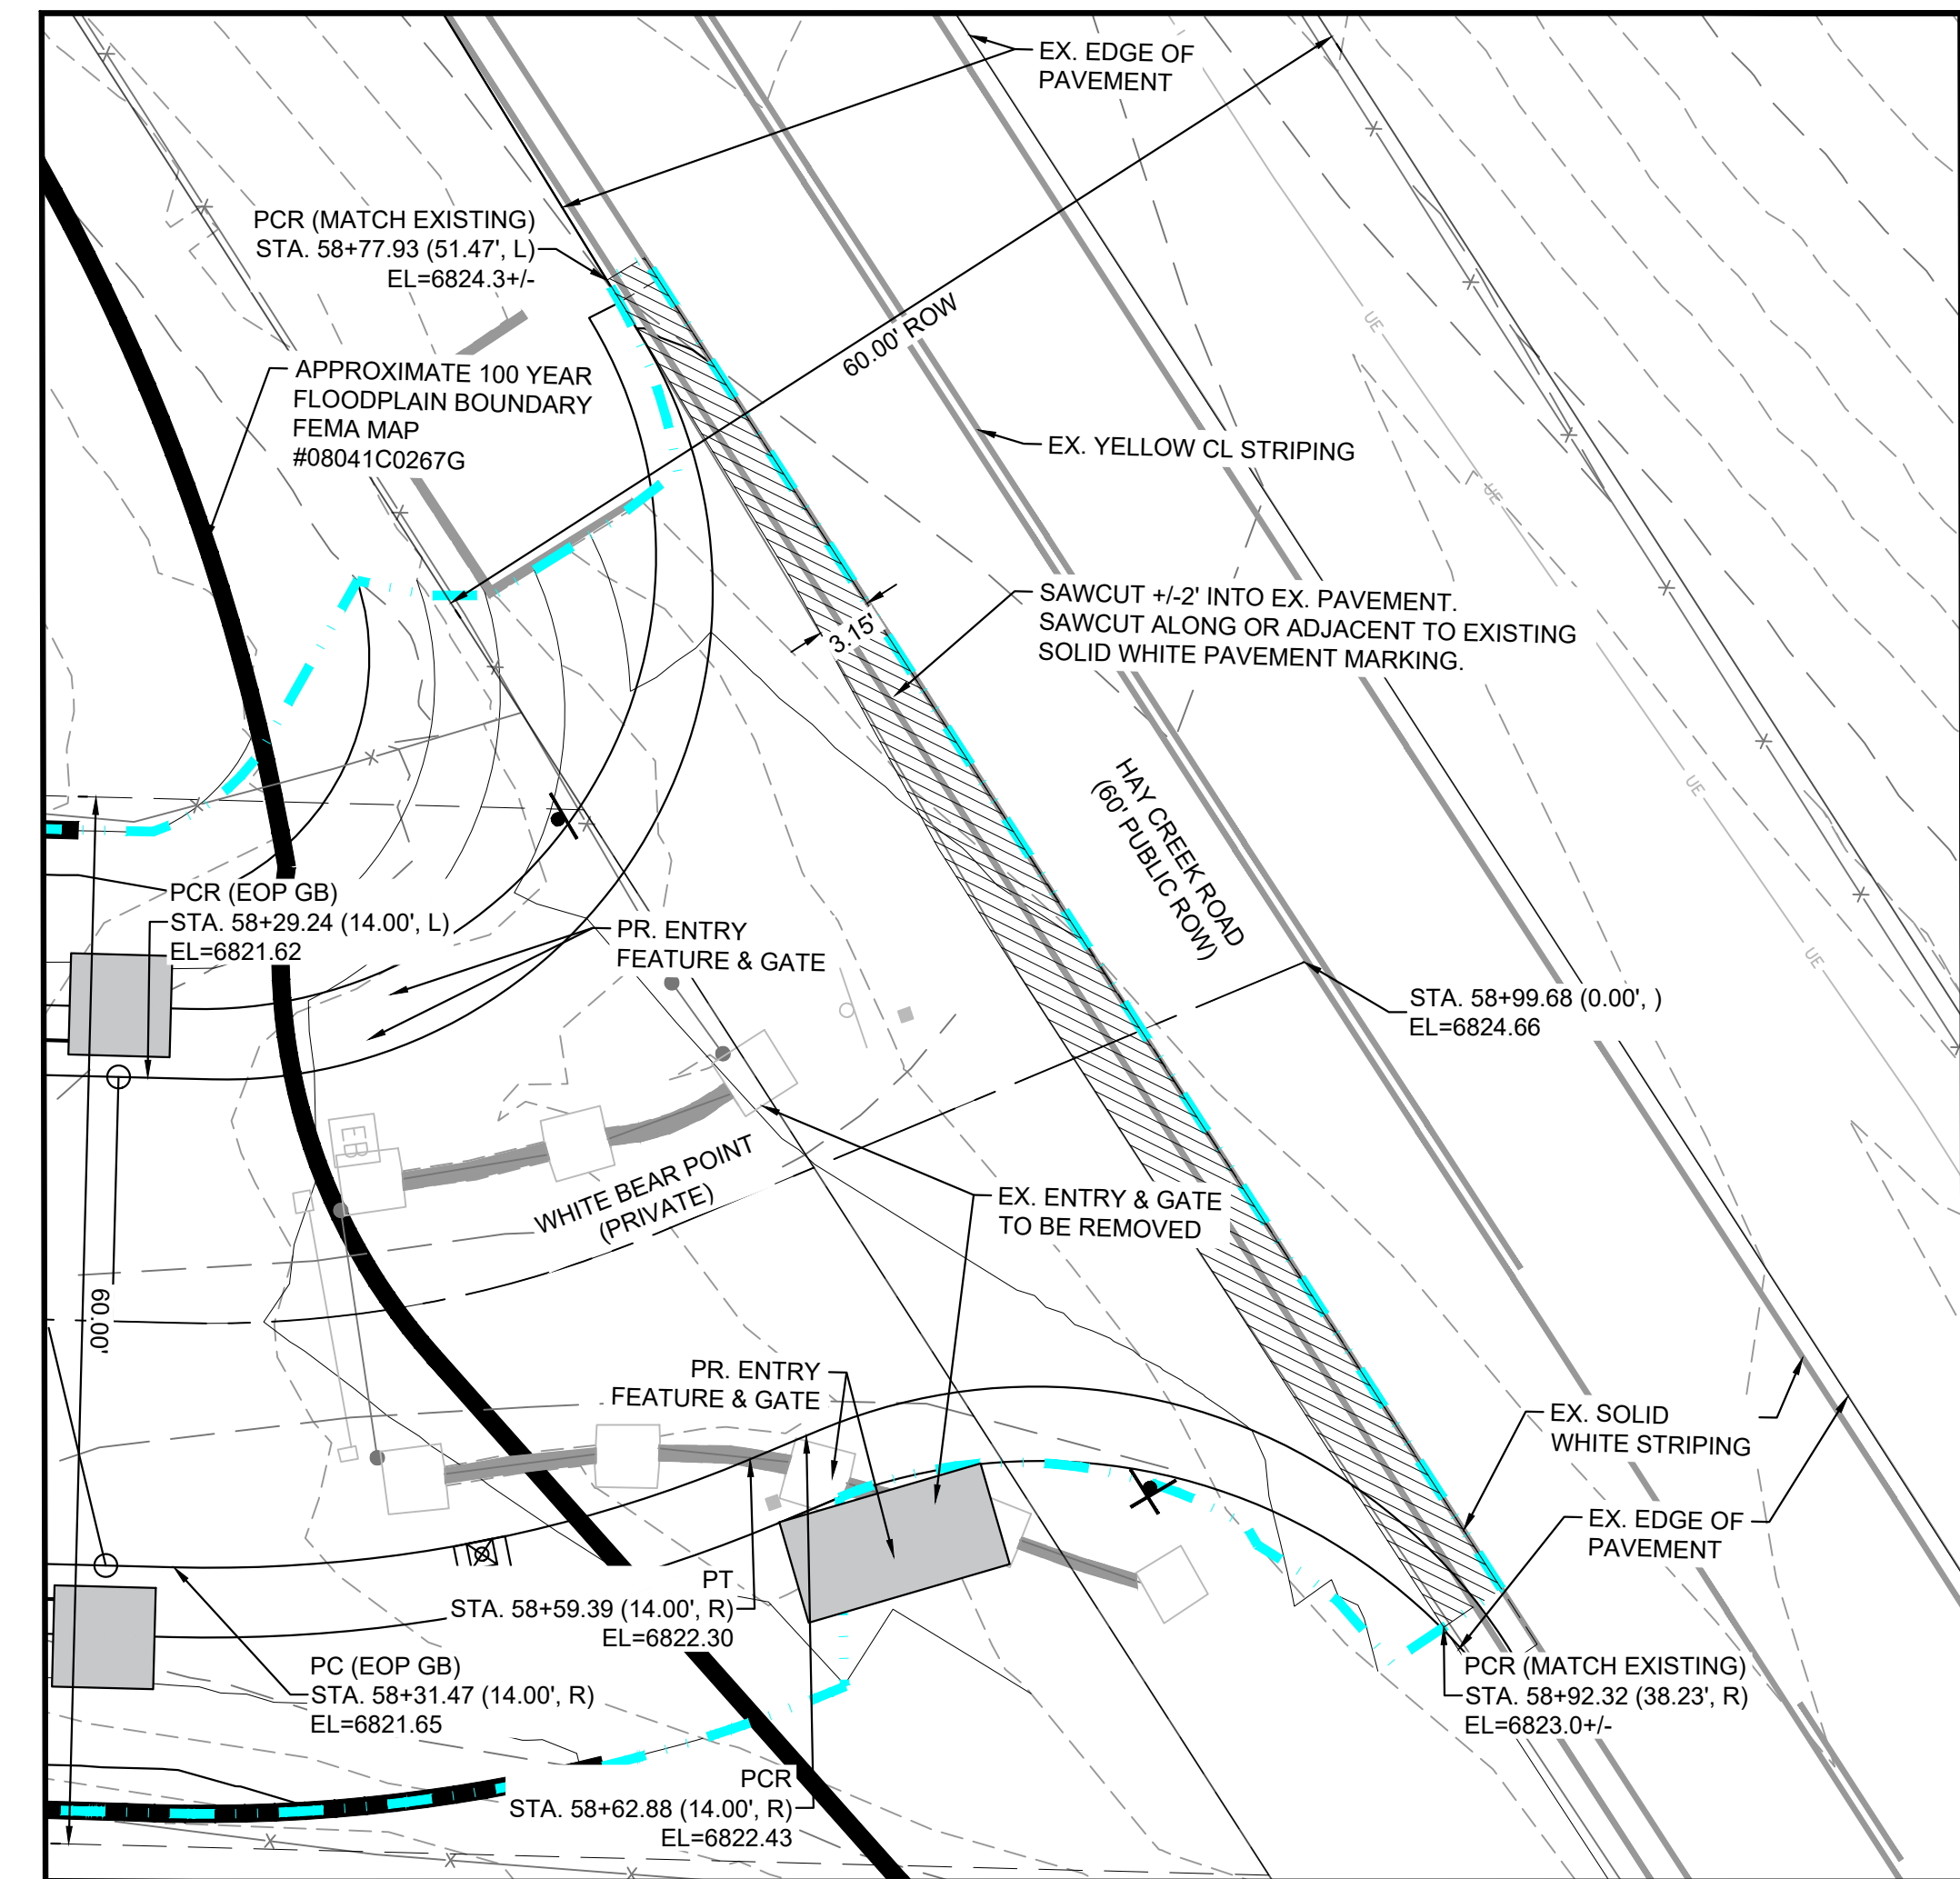 EX. EDGE OF
PAVEMENT
PCR (MATCH EXISTING)
STA. 58+77.93 (51.47', L)
EL=6824.3+/-
60.00' ROW
UE
APPROXIMATE 100 YEAR
FLOODPLAIN BOUNDARY
FEMA MAP
#08041C0267G
EX. YELLOW CL STRIPING
UE
SAWCUT +/-2' INTO EX. PAVEMENT.
SAWCUT ALONG OR ADJACENT TO EXISTING
SOLID WHITE PAVEMENT MARKING.
3.15'
UE
HAY CREEK ROAD
(60' PUBLIC ROW)
PCR (EOP GB)
STA. 58+29.24 (14.00', L)
EL=6821.62
PR. ENTRY
FEATURE & GATE
UE
STA. 58+99.68 (0.00', )
EL=6824.66
EB
WHITE BEAR POINT
(PRIVATE)
EX. ENTRY & GATE
TO BE REMOVED
60.00'
PR. ENTRY
FEATURE & GATE
EX. SOLID
WHITE STRIPING
EX. EDGE OF
PAVEMENT
PT
STA. 58+59.39 (14.00', R)
EL=6822.30
PC (EOP GB)
STA. 58+31.47 (14.00', R)
EL=6821.65
PCR (MATCH EXISTING)
STA. 58+92.32 (38.23', R)
EL=6823.0+/-
PCR
STA. 58+62.88 (14.00', R)
EL=6822.43